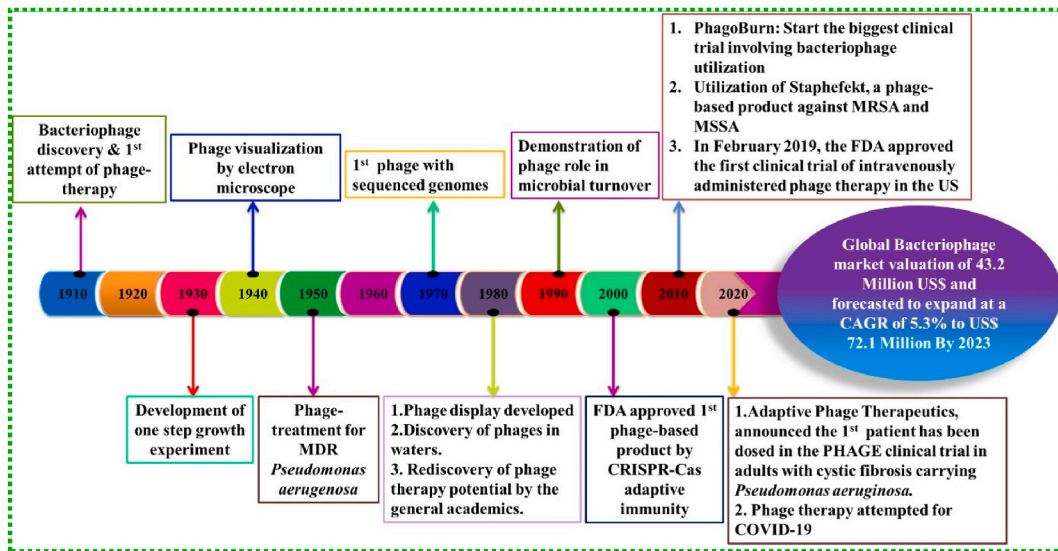 Bacteriophage
discovery & 1st
attempt of phage-
therapy
Phage visualization
by electron
microscope
1st phage with
sequenced genomes
Demonstration of
phage role in
microbial turnover
1. PhagoBurn: Start the biggest clinical
trial involving bacteriophage
utilization
2. Utilization of Staphefekt, a phage-
based product against MRSA and
MSSA
3. In February 2019, the FDA approved
the first clinical trial of intravenously
administered phage therapy in the US
1910 1920 1930 1940 1950 1960 1970 1980 1990 2000 2010 2020
Global Bacteriophage
market valuation of 43.2
Million US$ and
forecasted to expand at a
CAGR of 5.3% to US$
72.1 Million By 2023
Development of
one step growth
experiment
Phage-
treatment for
MDR
Pseudomonas
aerugenosa
1.Phage display developed
2.Discovery of phages in
waters.
3. Rediscovery of phage
therapy potential by the
general academics.
FDA approved 1st
phage-based
product by
CRISPR-Cas
adaptive
immunity
1.Adaptive Phage Therapeutics,
announced the 1st patient has been
dosed in the PHAGE clinical trial in
adults with cystic fibrosis carrying
Pseudomonas aeruginosa.
2. Phage therapy attempted for
COVID-19